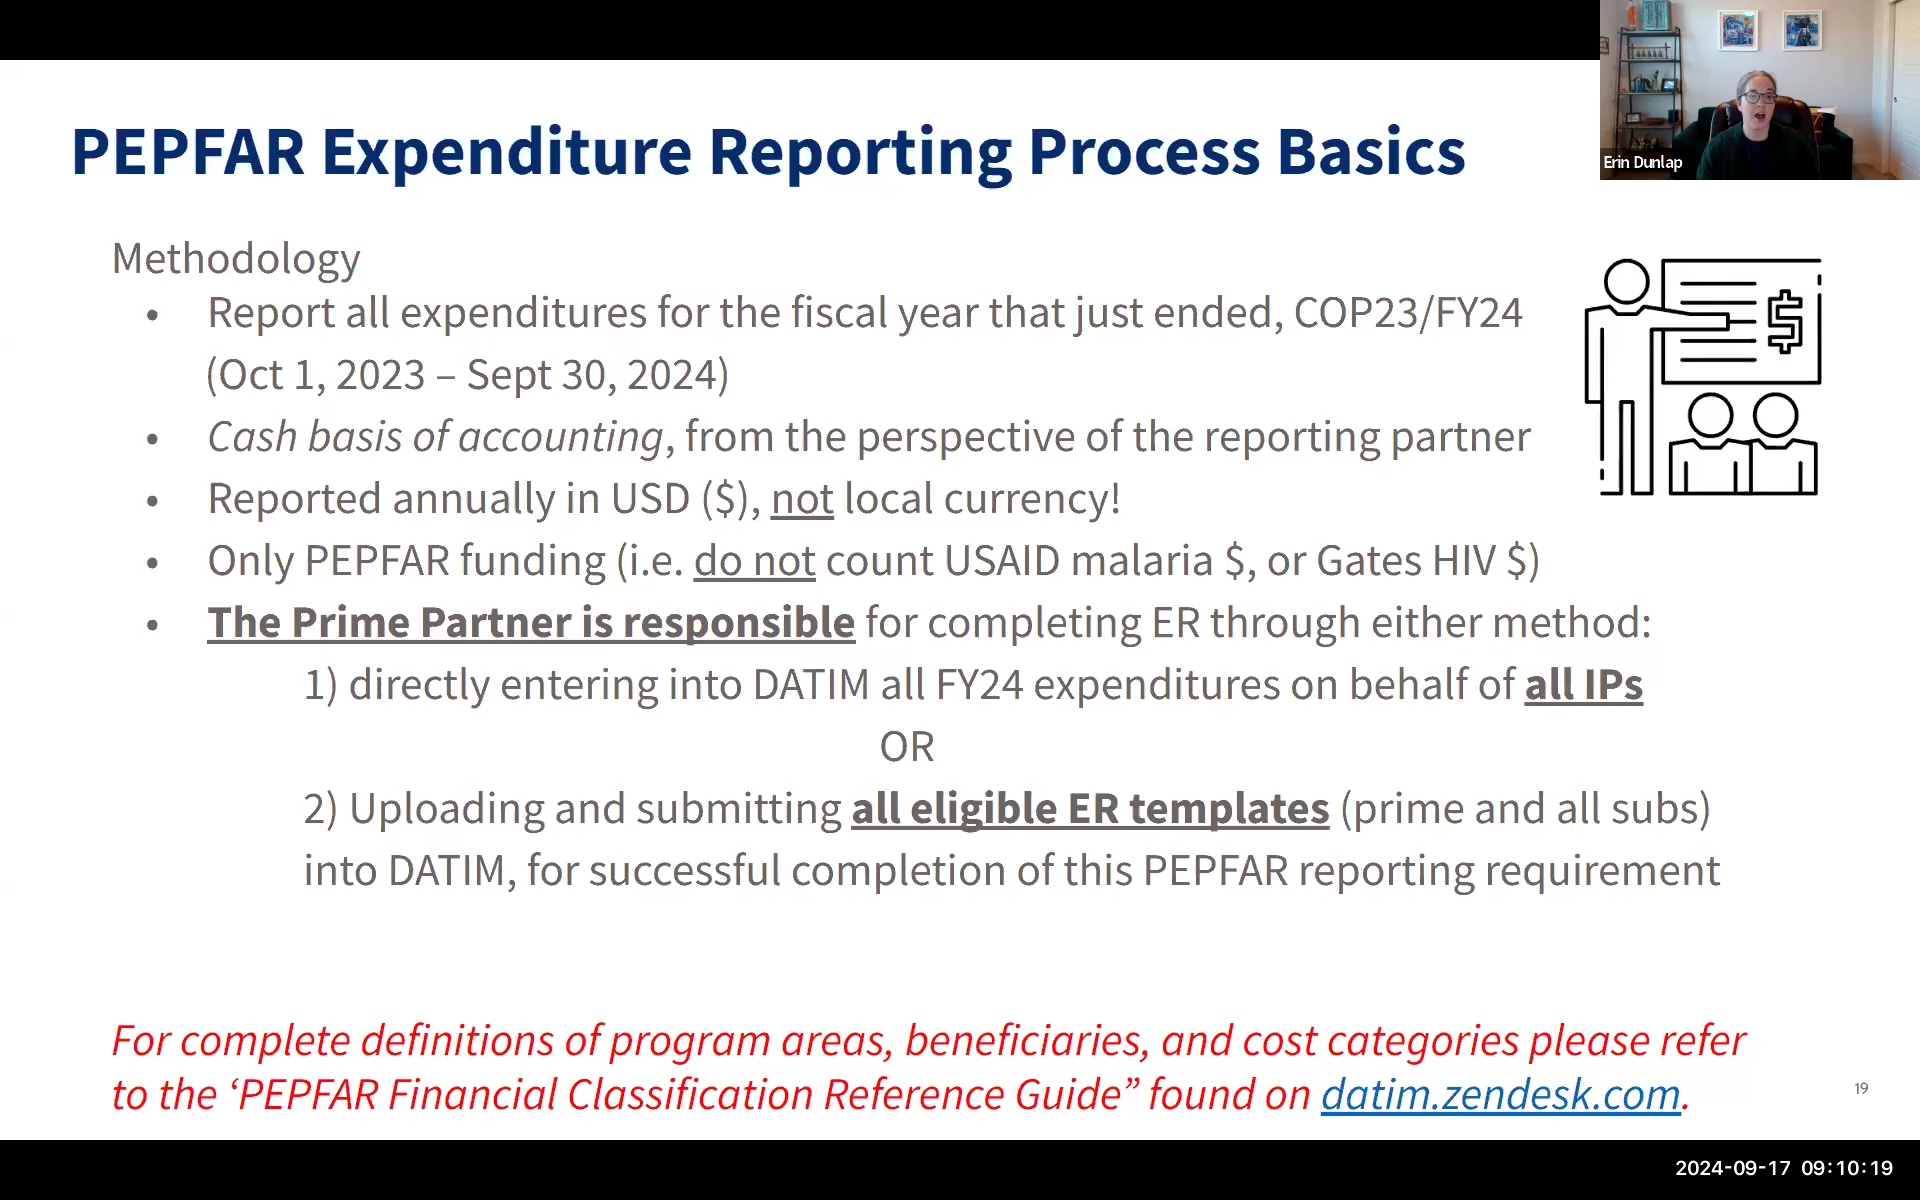 PEPFAR Expenditure Reporting Process Basics
Erin Dunlap
Methodology
• Report all expenditures for the fiscal year that just ended, COP23/FY24
(Oct 1, 2023 – Sept 30, 2024)
• Cash basis of accounting, from the perspective of the reporting partner
• Reported annually in USD ($), not local currency!
• Only PEPFAR funding (i.e. do not count USAID malaria $, or Gates HIV $)
• The Prime Partner is responsible for completing ER through either method:
1) directly entering into DATIM all FY24 expenditures on behalf of all IPs
OR
2) Uploading and submitting all eligible ER templates (prime and all subs)
into DATIM, for successful completion of this PEPFAR reporting requirement
$
For complete definitions of program areas, beneficiaries, and cost categories please refer
to the ‘PEPFAR Financial Classification Reference Guide” found on datim.zendesk.com.
19
2024-09-17 09:10:19